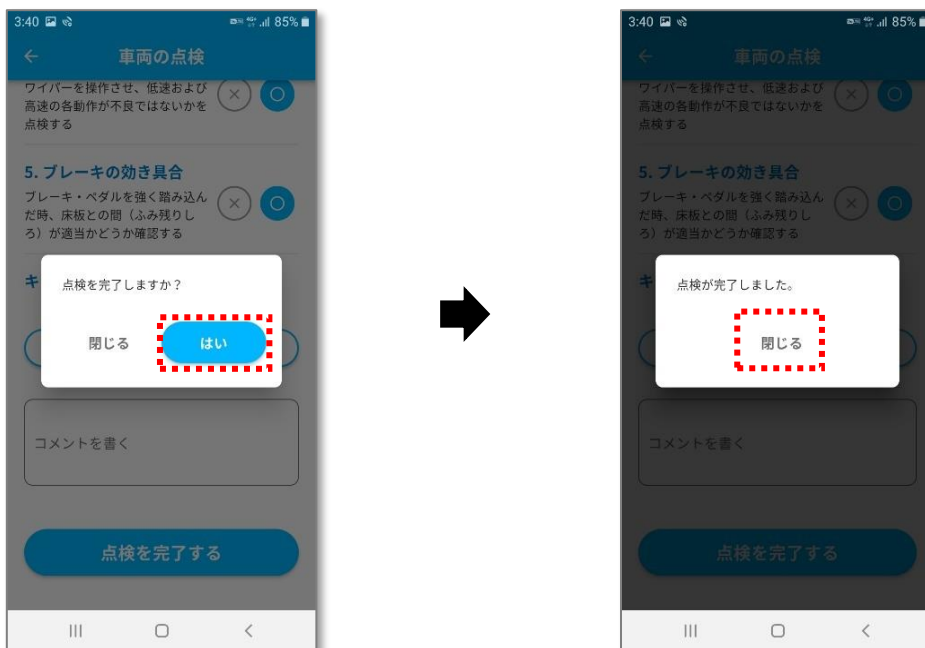 3:40
85%
車両の点検
ワイパーを操作させ、低速および
高速の各動作が不良ではないかを
点検する
5. ブレーキの効き具合
ブレーキ・ペダルを強く踏み込ん
だ時、床板との間（ふみ残りし
ろ）が適当かどうか確認する
キ
点検を完了しますか？
閉じる
はい
コメントを書く
点検を完了する
3:40
85%
車両の点検
ワイパーを操作させ、低速および
高速の各動作が不良ではないかを
点検する
5. ブレーキの効き具合
ブレーキ・ペダルを強く踏み込ん
だ時、床板との間（ふみ残りし
ろ）が適当かどうか確認する
キ
点検が完了しました。
閉じる
コメントを書く
点検を完了する